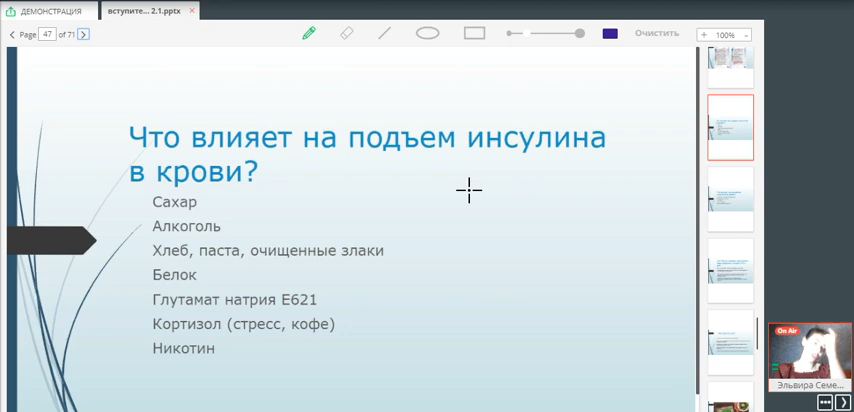 ДЕМОНСТРАЦИЯ
вступите... 2.1.pptx
Page 47 of 71
Очистить
100%
Что влияет на подъем инсулина
в крови?
Сахар
Алкоголь
Хлеб, паста, очищенные злаки
Белок
Глутамат натрия Е621
Кортизол (стресс, кофе)
Никотин
On Air
Эльвира Семе...